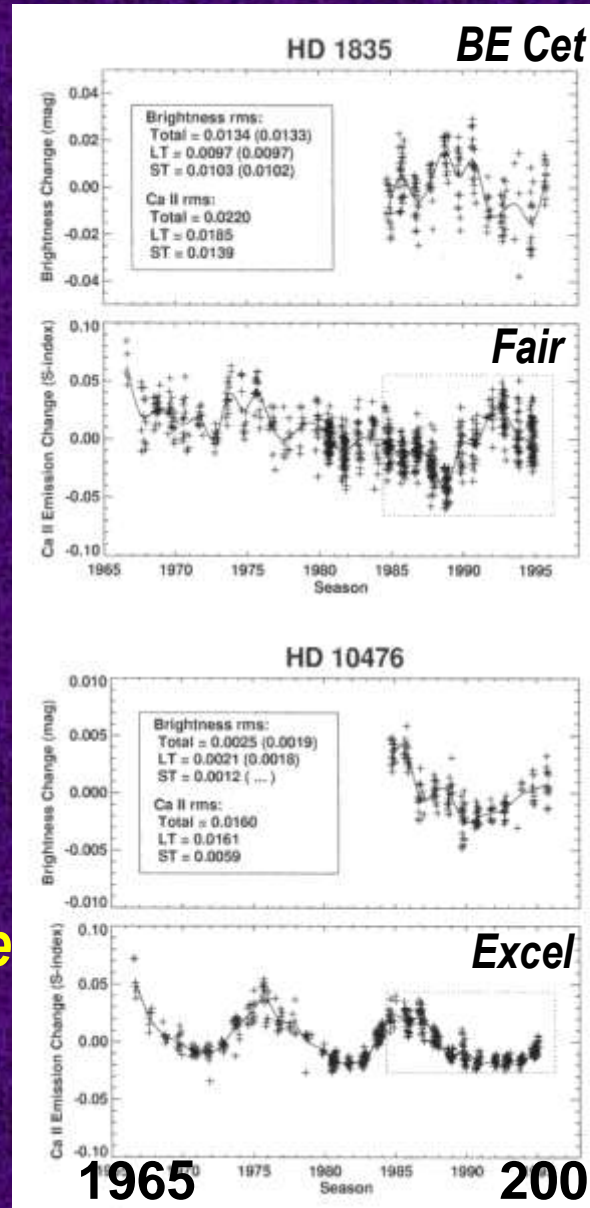 HD 1835 BE Cet
Brightness Change (mag)
0.04
0.02
0.00
-0.02
-0.04
Brightness rms:
Total = 0.0134 (0.0133)
LT = 0.0097 (0.0097)
ST = 0.0103 (0.0102)
Ca II rms:
Total = 0.0220
LT = 0.0185
ST = 0.0139
Fair
Ca II Emission Change (S-index)
0.10
0.05
0.00
-0.05
-0.10
1965 1970 1975 1980 1985 1990 1995
Season
HD 10476
Brightness Change (mag)
0.010
0.005
0.000
-0.005
-0.010
Brightness rms:
Total = 0.0025 (0.0019)
LT = 0.0021 (0.0018)
ST = 0.0012 ( ... )
Ca II rms:
Total = 0.0160
LT = 0.0161
ST = 0.0059
e
Excel
Ca II Emission Change (S-index)
0.10
0.05
0.00
-0.05
-0.10
1975 1980 1985 1990
Season
1965 200